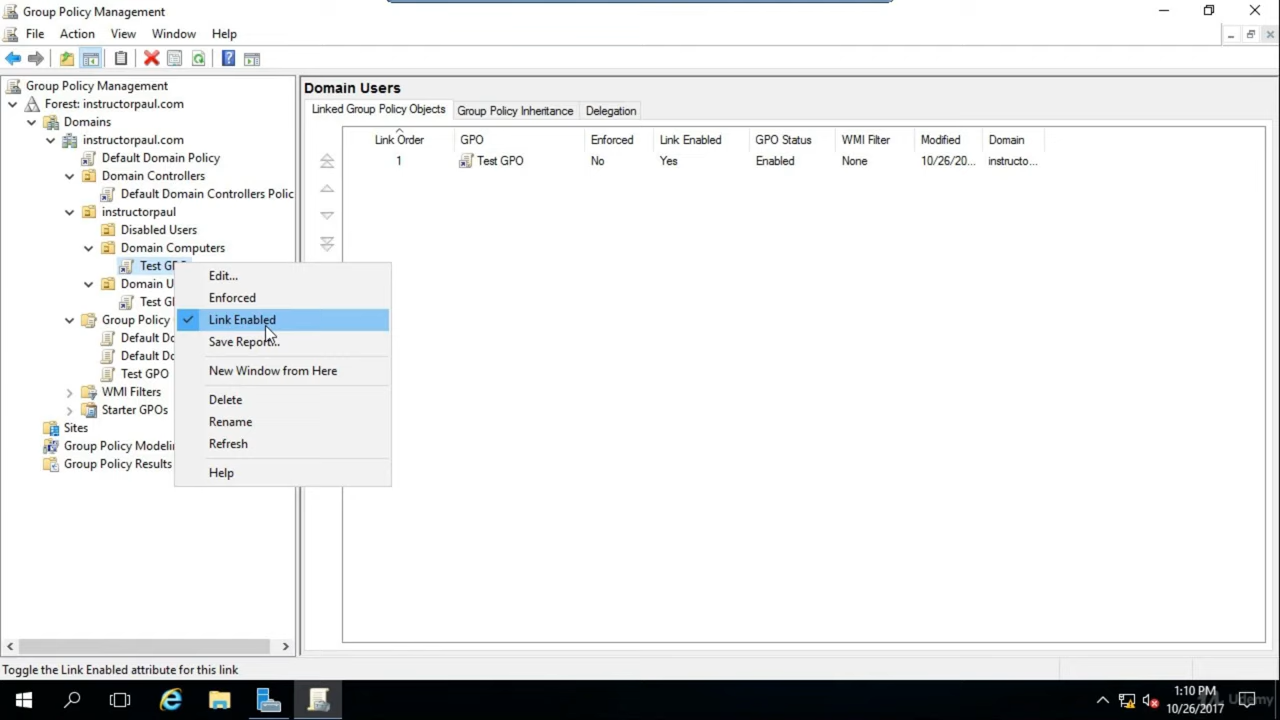 Group Policy Management
File Action View Window Help
Group Policy Management
Forest: instructorpaul.com
Domains
instructorpaul.com
Default Domain Policy
Domain Controllers
Default Domain Controllers Polic
instructorpaul
Disabled Users
Domain Computers
Test GP
Domain U
Test G
Group Policy
Default Do
Default Do
Test GPO
WMI Filters
Starter GPOs
Sites
Group Policy Modelin
Group Policy Results
Edit...
Enforced
Link Enabled
Save Report...
New Window from Here
Delete
Rename
Refresh
Help
Domain Users
Linked Group Policy Objects Group Policy Inheritance Delegation
Link Order GPO Enforced Link Enabled GPO Status WMI Filter Modified Domain
1 Test GPO No Yes Enabled None 10/26/20... instructo...
Toggle the Link Enabled attribute for this link
1:10 PM
10/26/2017
Udemy